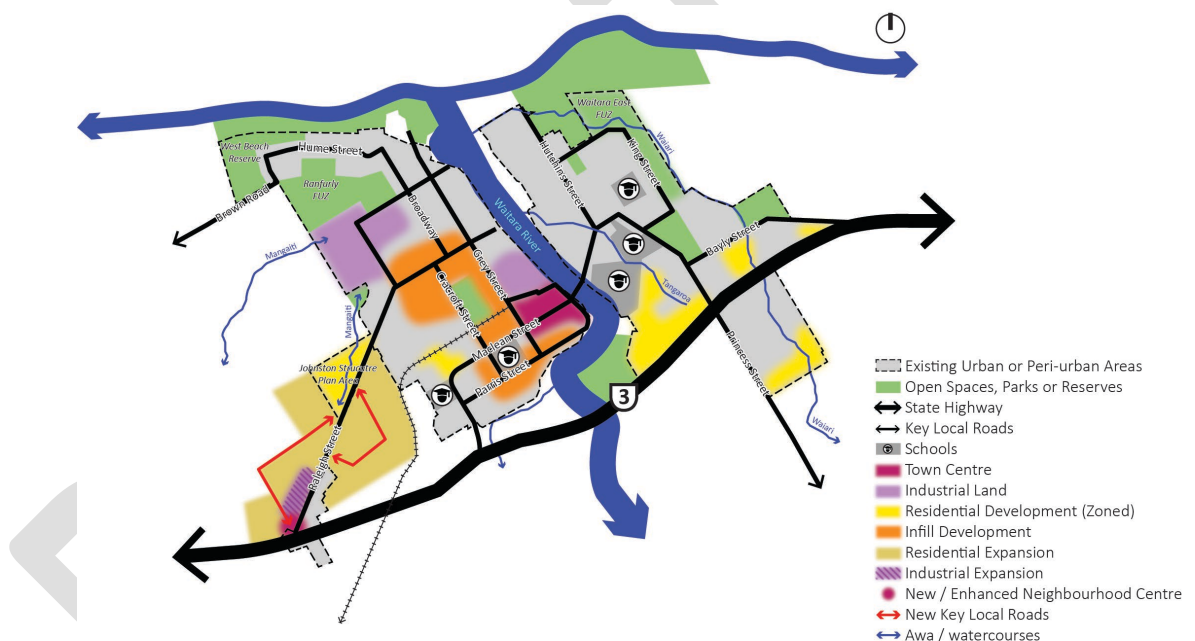 Waitara East
FUZ
Waiari
West Beach
Reserve
Hume Street
Hutchins Street
King Street
Ranfurly
FUZ
Brown Road
Broadway
Waitara River
Mangaiti
Grey Street
Bayly Street
Tangaroa
Cracroft Street
Mangaiti
Maclean Street
Princess Street
Johnston Structure
Plan Area
Parris Street
3
Waiari
Raleigh Street
Existing Urban or Peri-urban Areas
Open Spaces, Parks or Reserves
State Highway
Key Local Roads
Schools
Town Centre
Industrial Land
Residential Development (Zoned)
Infill Development
Residential Expansion
Industrial Expansion
New / Enhanced Neighbourhood Centre
New Key Local Roads
Awa / watercourses